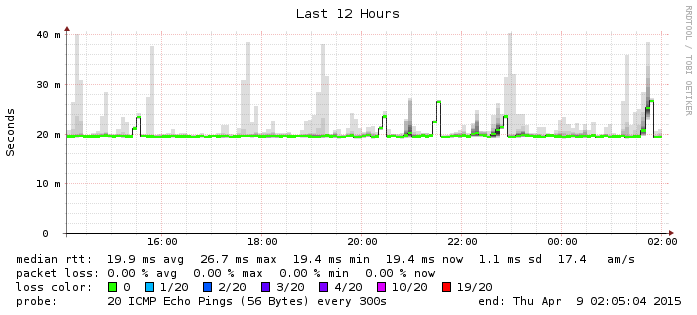 Last 12 Hours
RRDTOOL / TOBI OETIKER
Seconds
40 m
30 m
20 m
10 m
0
16:00 18:00 20:00 22:00 00:00 02:00
median rtt: 19.9 ms avg 26.7 ms max 19.4 ms min 19.4 ms now 1.1 ms sd 17.4 am/s
packet loss: 0.00 % avg 0.00 % max 0.00 % min 0.00 % now
loss color: 0 1/20 2/20 3/20 4/20 10/20 19/20
probe: 20 ICMP Echo Pings (56 Bytes) every 300s end: Thu Apr 9 02:05:04 2015